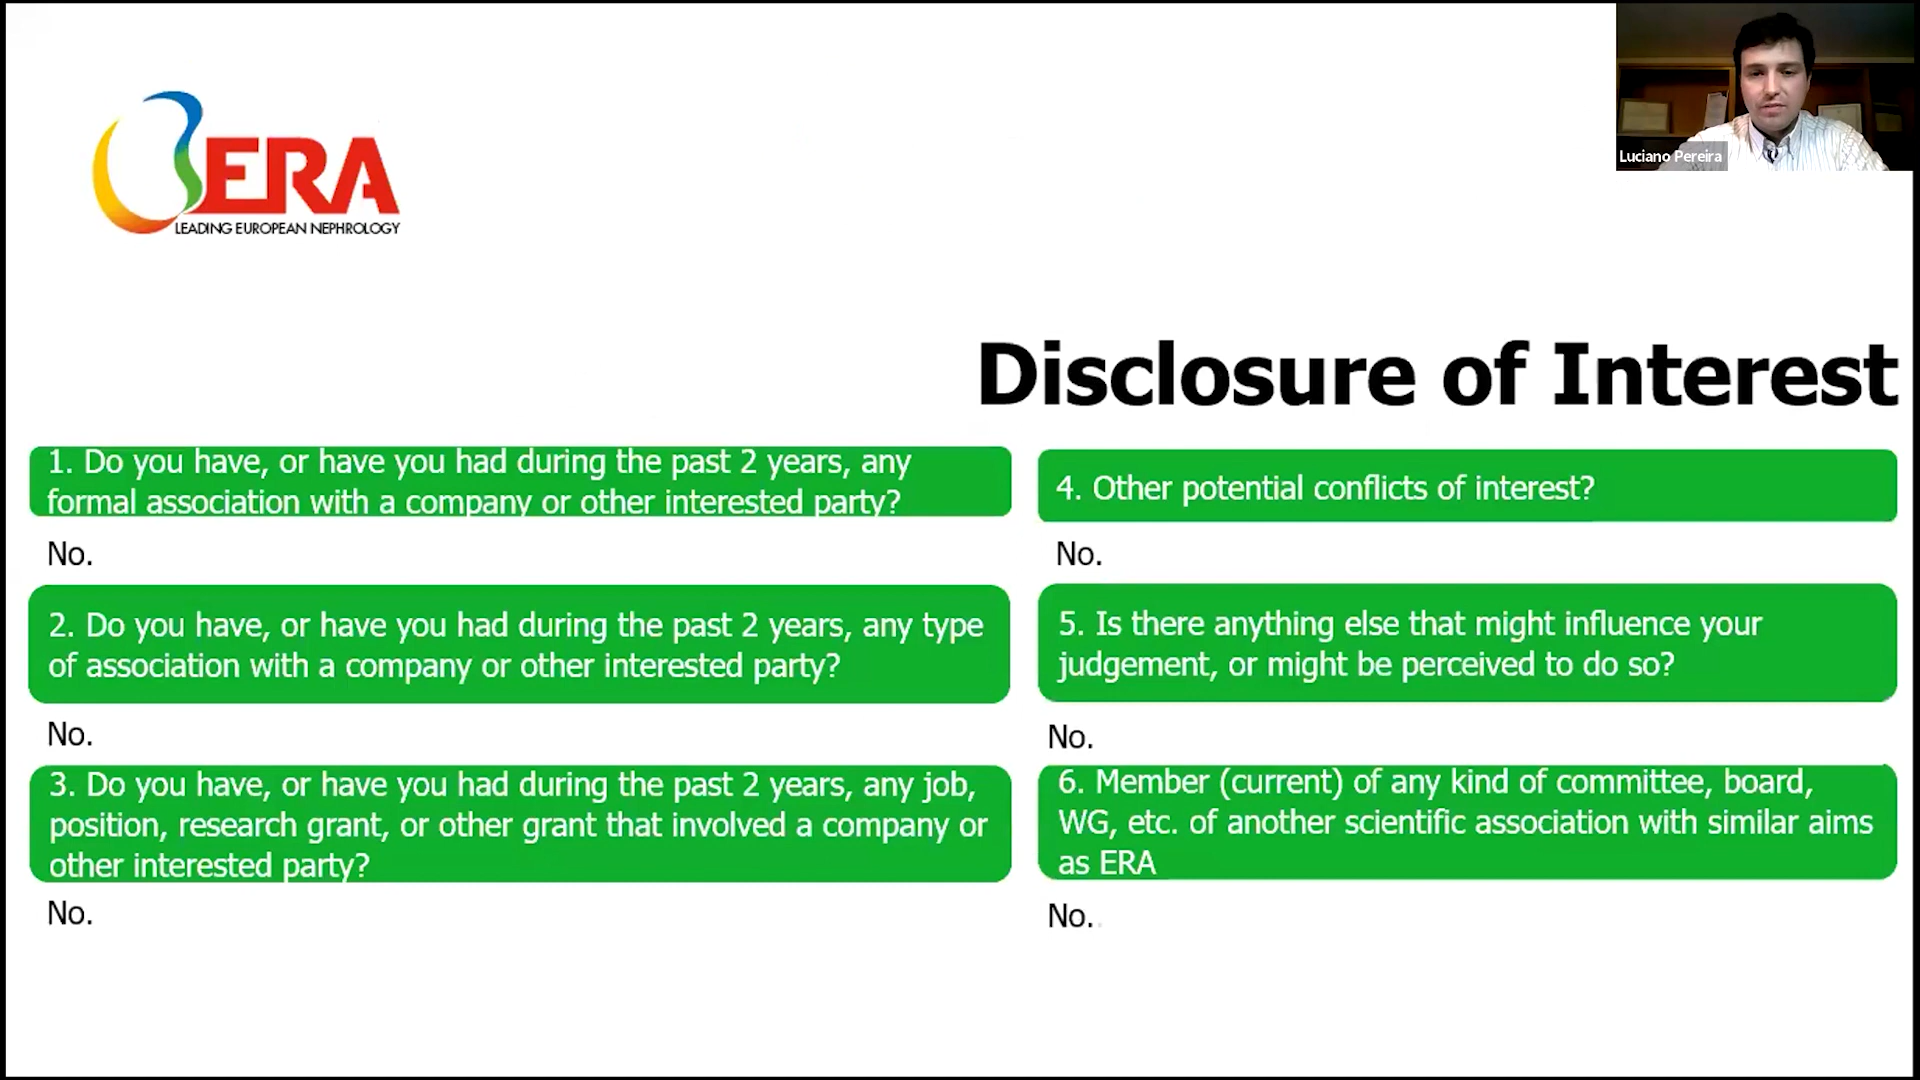 ERA
LEADING EUROPEAN NEPHROLOGY
Luciano Pereira
Disclosure of Interest
1. Do you have, or have you had during the past 2 years, any
formal association with a company or other interested party?
No.
2. Do you have, or have you had during the past 2 years, any type
of association with a company or other interested party?
No.
3. Do you have, or have you had during the past 2 years, any job,
position, research grant, or other grant that involved a company or
other interested party?
No.
4. Other potential conflicts of interest?
No.
5. Is there anything else that might influence your
judgement, or might be perceived to do so?
No.
6. Member (current) of any kind of committee, board,
WG, etc. of another scientific association with similar aims
as ERA
No.